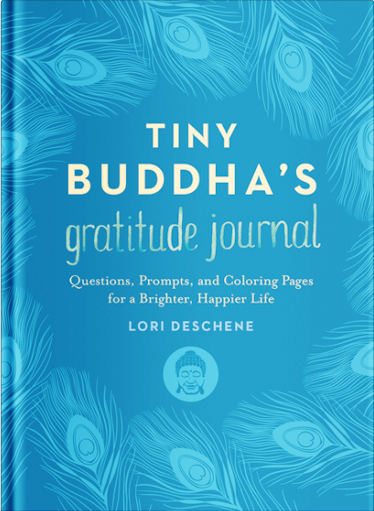 TINY
BUDDHA'S
gratitude journal
Questions, Prompts, and Coloring Pages
for a Brighter, Happier Life
LORI DESCHENE